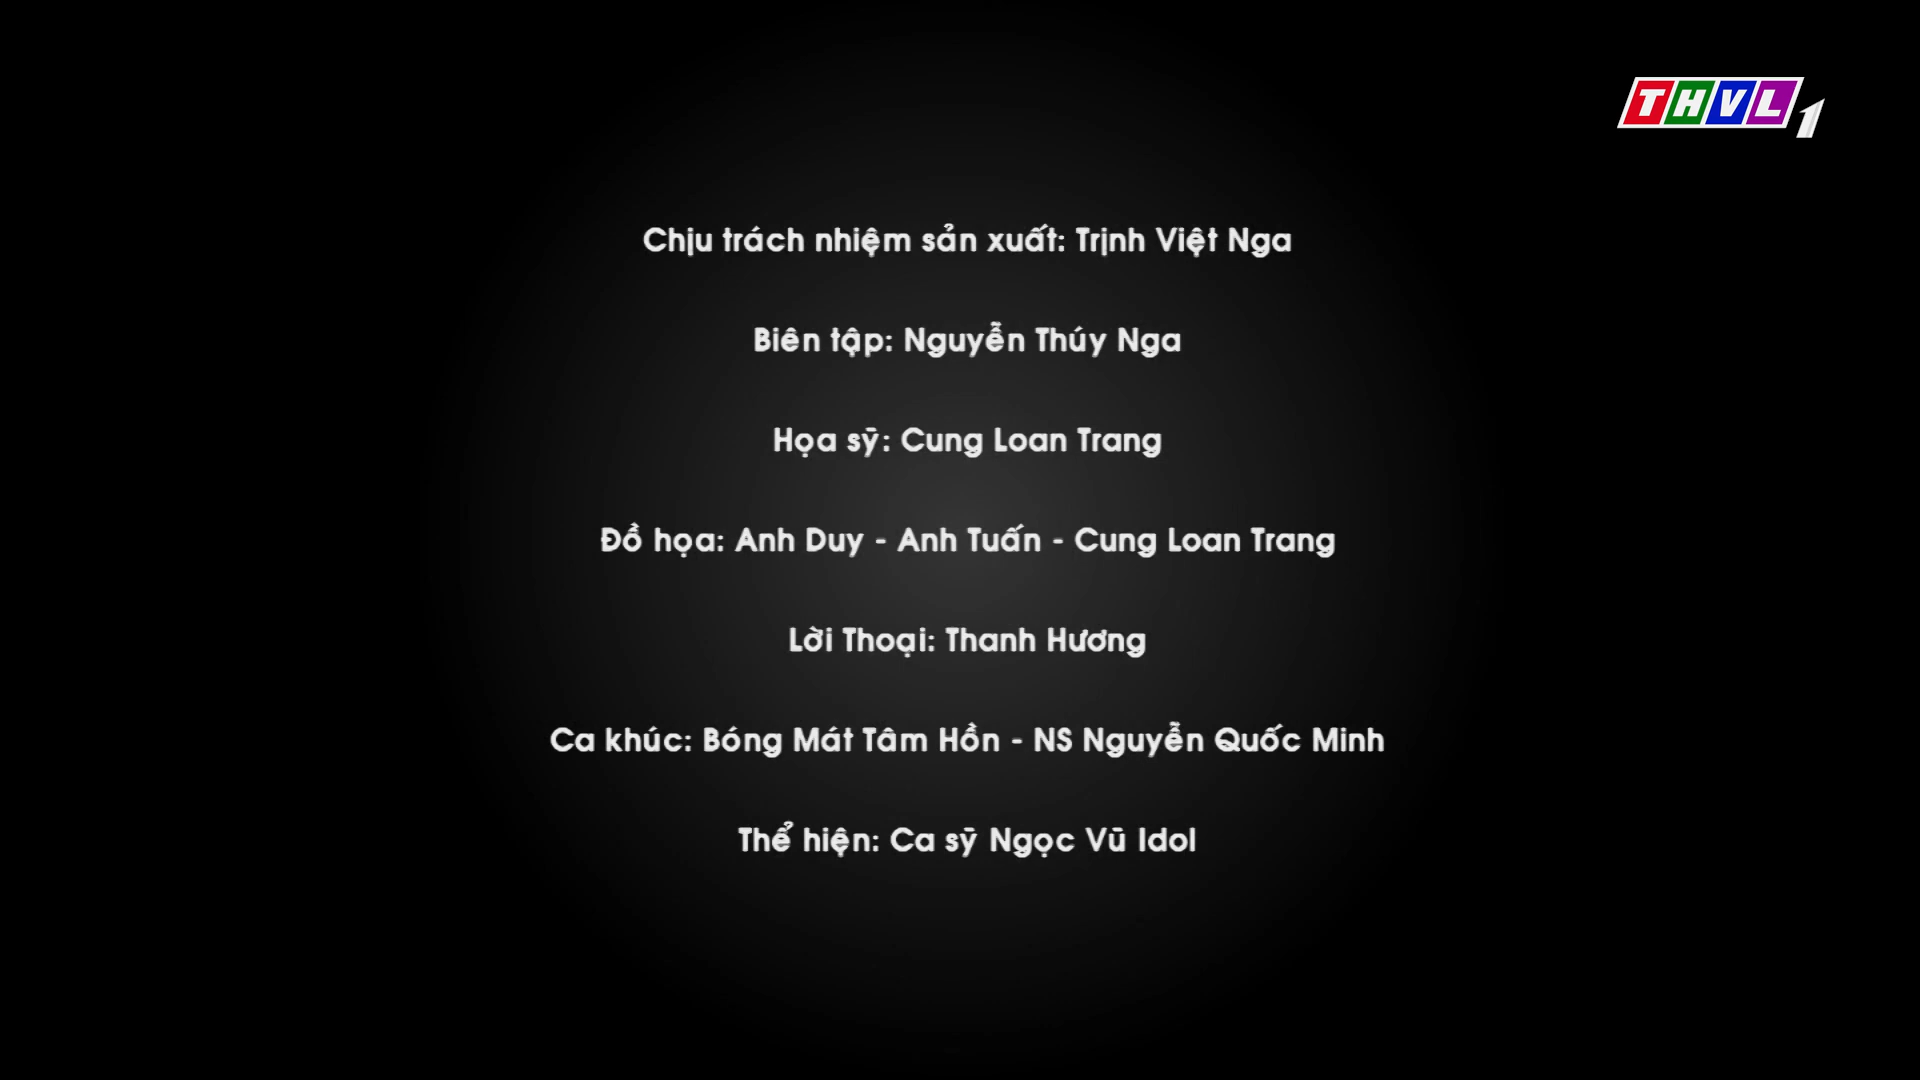 THVL1
Chịu trách nhiệm sản xuất: Trịnh Việt Nga
Biên tập: Nguyễn Thúy Nga
Họa sỹ: Cung Loan Trang
Đồ họa: Anh Duy - Anh Tuấn - Cung Loan Trang
Lời Thoại: Thanh Hương
Ca khúc: Bóng Mát Tâm Hồn - NS Nguyễn Quốc Minh
Thể hiện: Ca sỹ Ngọc Vũ Idol